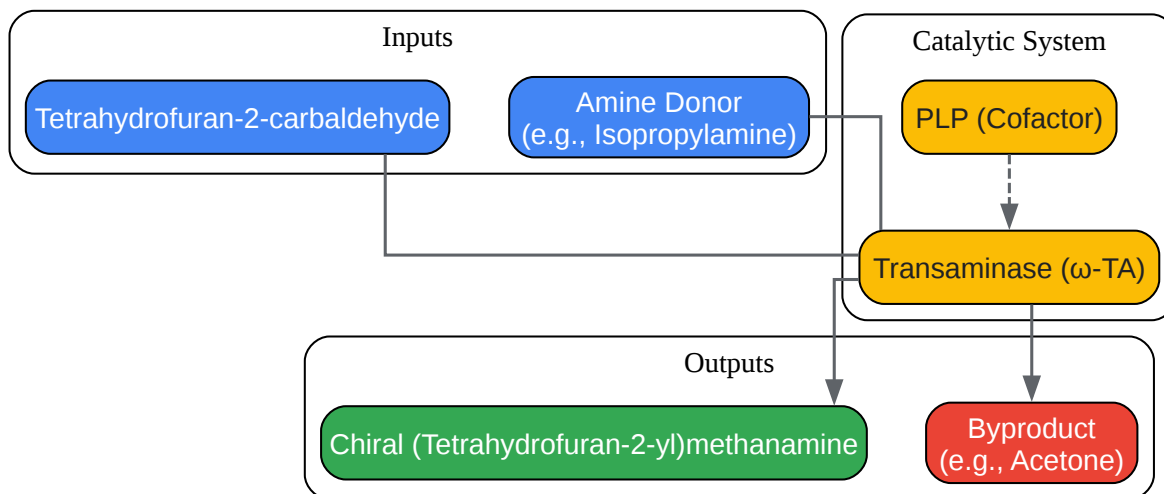 Inputs
Catalytic System
Tetrahydrofuran-2-carbaldehyde
Amine Donor
(e.g., Isopropylamine)
PLP (Cofactor)
Transaminase (ω-TA)
Outputs
Chiral (Tetrahydrofuran-2-yl)methanamine
Byproduct
(e.g., Acetone)